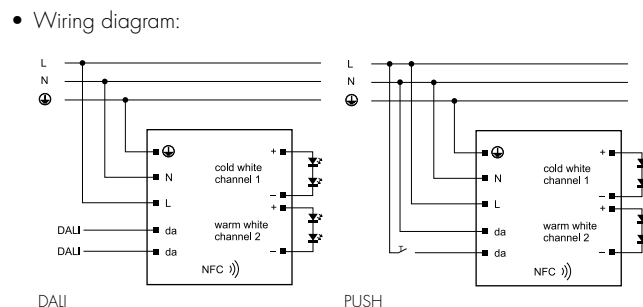 • Wiring diagram:
L
N
N
L
DALI da
DALI da
cold white
channel 1
+
–
warm white
channel 2
+
–
NFC
DALI
L
N
N
L
da
da
cold white
channel 1
+
–
warm white
channel 2
+
–
NFC
PUSH